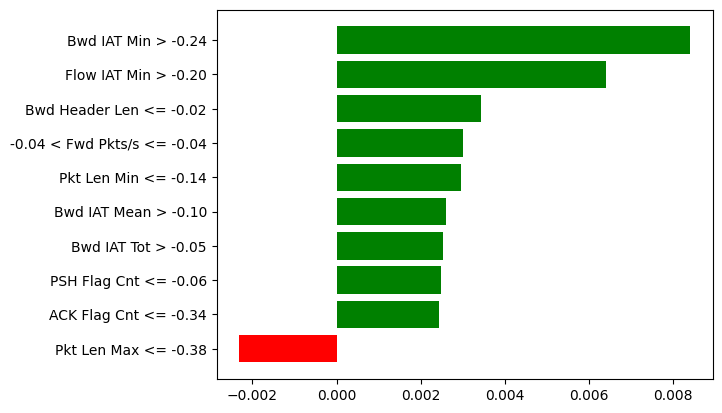 Bwd IAT Min > -0.24
Flow IAT Min > -0.20
Bwd Header Len <= -0.02
-0.04 < Fwd Pkts/s <= -0.04
Pkt Len Min <= -0.14
Bwd IAT Mean > -0.10
Bwd IAT Tot > -0.05
PSH Flag Cnt <= -0.06
ACK Flag Cnt <= -0.34
Pkt Len Max <= -0.38
−0.002 0.000 0.002 0.004 0.006 0.008